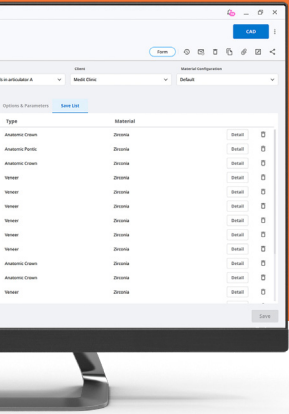 CAD
Form
Client
Material Configuration
ls in articulator A
Medit Clinic
Default
Options & Parameters
Save List
Type
Material
Anatomic Crown
Zirconia
Detail
Anatomic Pontic
Zirconia
Detail
Anatomic Crown
Zirconia
Detail
Veneer
Zirconia
Detail
Veneer
Zirconia
Detail
Veneer
Zirconia
Detail
Veneer
Zirconia
Detail
Veneer
Zirconia
Detail
Veneer
Zirconia
Detail
Anatomic Crown
Zirconia
Detail
Anatomic Crown
Zirconia
Detail
Veneer
Zirconia
Detail
Save